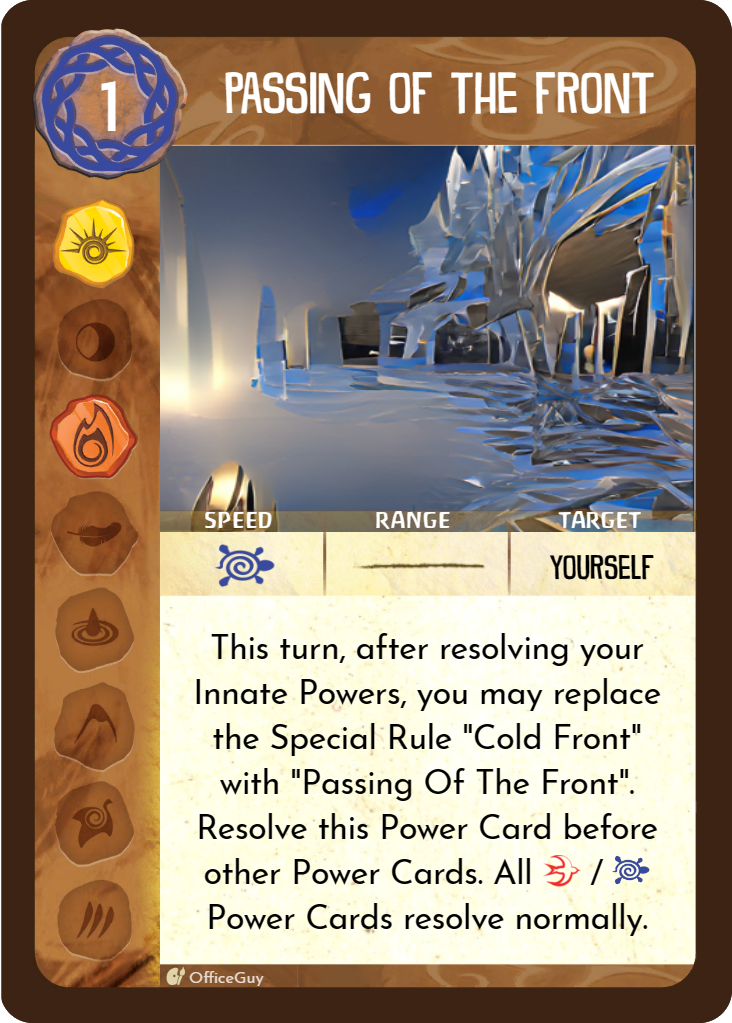 1
PASSING OF THE FRONT
SPEED RANGE TARGET
YOURSELF
This turn, after resolving your
Innate Powers, you may replace
the Special Rule "Cold Front"
with "Passing Of The Front".
Resolve this Power Card before
other Power Cards. All /
Power Cards resolve normally.
OfficeGuy